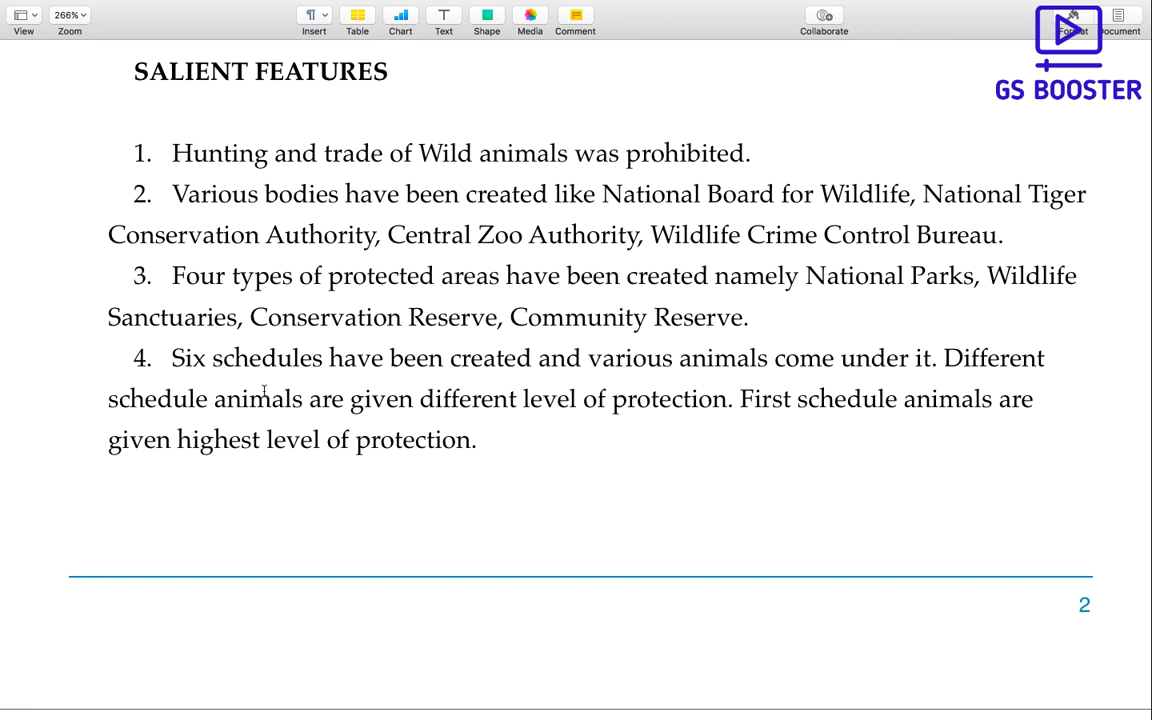 266%
View
Zoom
Insert
Table
Chart
Text
Shape
Media
Comment
Collaborate
Format
Document
GS BOOSTER
SALIENT FEATURES
1. Hunting and trade of Wild animals was prohibited.
2. Various bodies have been created like National Board for Wildlife, National Tiger
Conservation Authority, Central Zoo Authority, Wildlife Crime Control Bureau.
3. Four types of protected areas have been created namely National Parks, Wildlife
Sanctuaries, Conservation Reserve, Community Reserve.
4. Six schedules have been created and various animals come under it. Different
schedule animals are given different level of protection. First schedule animals are
given highest level of protection.
2